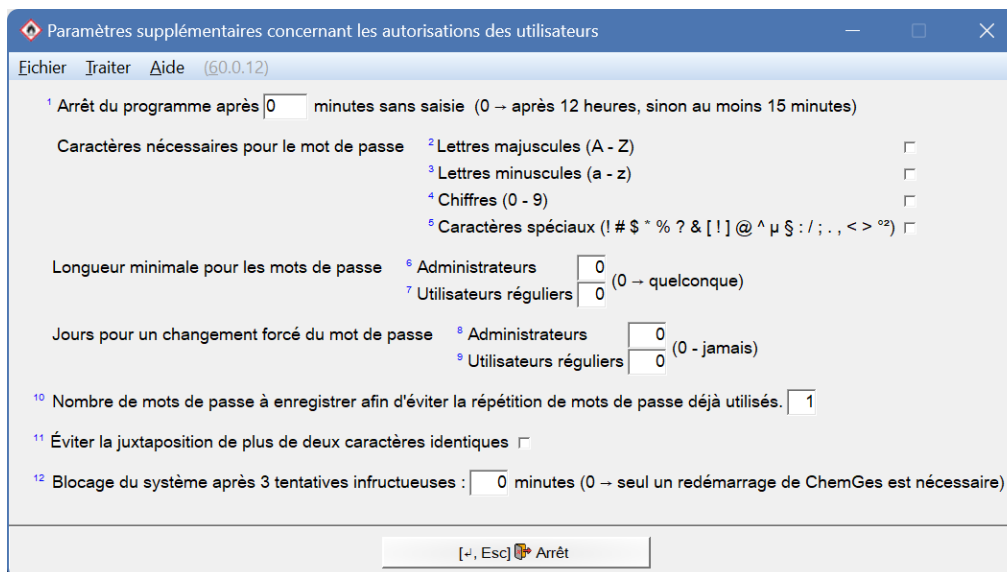 Paramètres supplémentaires concernant les autorisations des utilisateurs
Fichier Traiter Aide (60.0.12)
1 Arrêt du programme après 0 minutes sans saisie (0 → après 12 heures, sinon au moins 15 minutes)
Caractères nécessaires pour le mot de passe 2 Lettres majuscules (A - Z)
3 Lettres minuscules (a - z)
4 Chiffres (0 - 9)
5 Caractères spéciaux (! # $ * % ? & [ ! ] @ ^ µ § : / ; . , < > °²)
Longueur minimale pour les mots de passe 6 Administrateurs 0
(0 → quelconque)
7 Utilisateurs réguliers 0
Jours pour un changement forcé du mot de passe 8 Administrateurs 0
(0 - jamais)
9 Utilisateurs réguliers 0
10 Nombre de mots de passe à enregistrer afin d'éviter la répétition de mots de passe déjà utilisés. 1
11 Éviter la juxtaposition de plus de deux caractères identiques
12 Blocage du système après 3 tentatives infructueuses : 0 minutes (0 → seul un redémarrage de ChemGes est nécessaire)
[↵, Esc] Arrêt